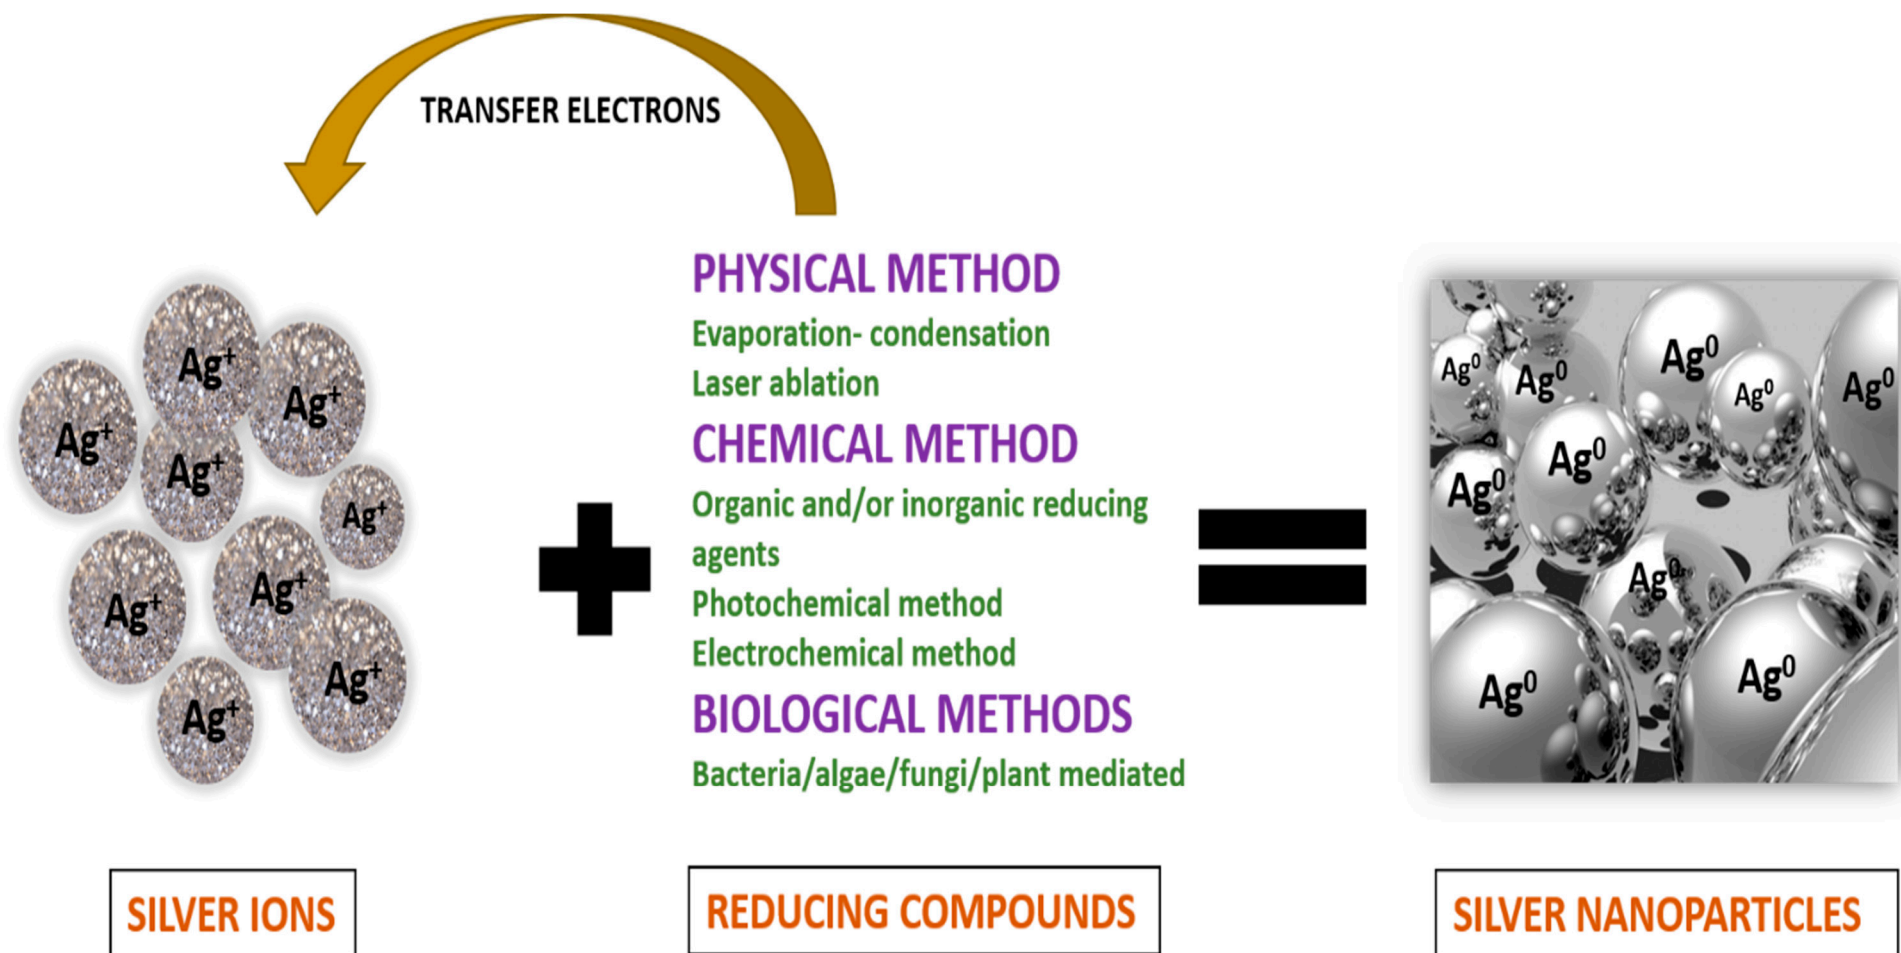 TRANSFER ELECTRONS
Ag⁺
Ag⁺
Ag⁺
Ag⁺
Ag⁺
Ag⁺
Ag⁺
Ag⁺
Ag⁺
PHYSICAL METHOD
Evaporation- condensation
Laser ablation
CHEMICAL METHOD
Organic and/or inorganic reducing
agents
Photochemical method
Electrochemical method
BIOLOGICAL METHODS
Bacteria/algae/fungi/plant mediated
Ag⁰
Ag⁰
Ag⁰
Ag⁰
Ag⁰
Ag⁰
Ag⁰
Ag⁰
Ag⁰
Ag⁰
SILVER IONS
REDUCING COMPOUNDS
SILVER NANOPARTICLES